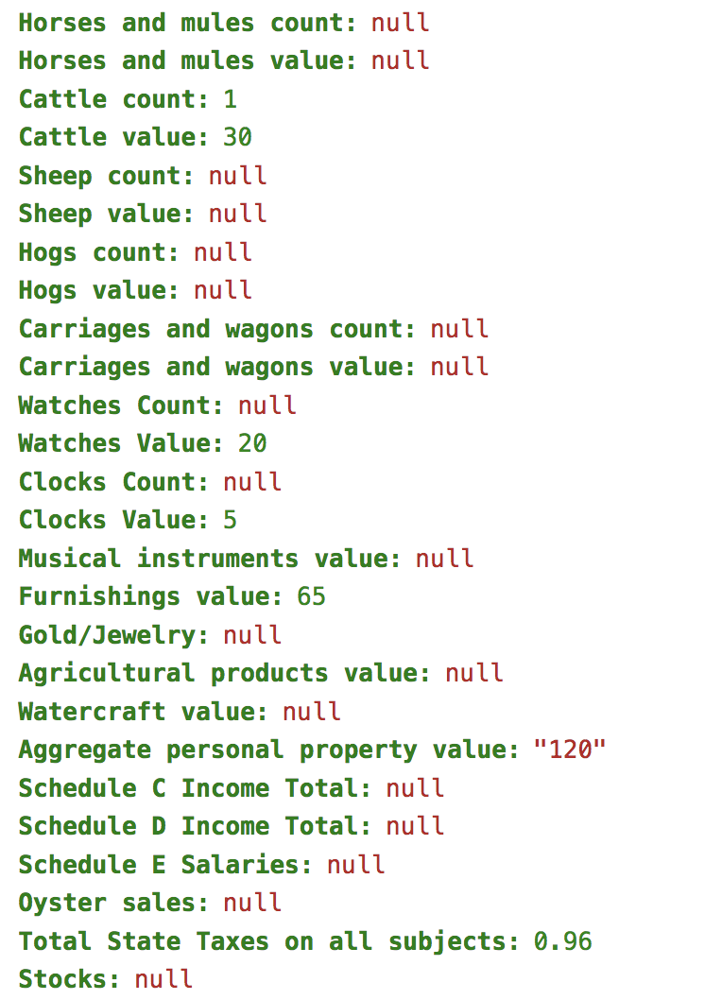 Horses and mules count: null
Horses and mules value: null
Cattle count: 1
Cattle value: 30
Sheep count: null
Sheep value: null
Hogs count: null
Hogs value: null
Carriages and wagons count: null
Carriages and wagons value: null
Watches Count: null
Watches Value: 20
Clocks Count: null
Clocks Value: 5
Musical instruments value: null
Furnishings value: 65
Gold/Jewelry: null
Agricultural products value: null
Watercraft value: null
Aggregate personal property value: "120"
Schedule C Income Total: null
Schedule D Income Total: null
Schedule E Salaries: null
Oyster sales: null
Total State Taxes on all subjects: 0.96
Stocks: null